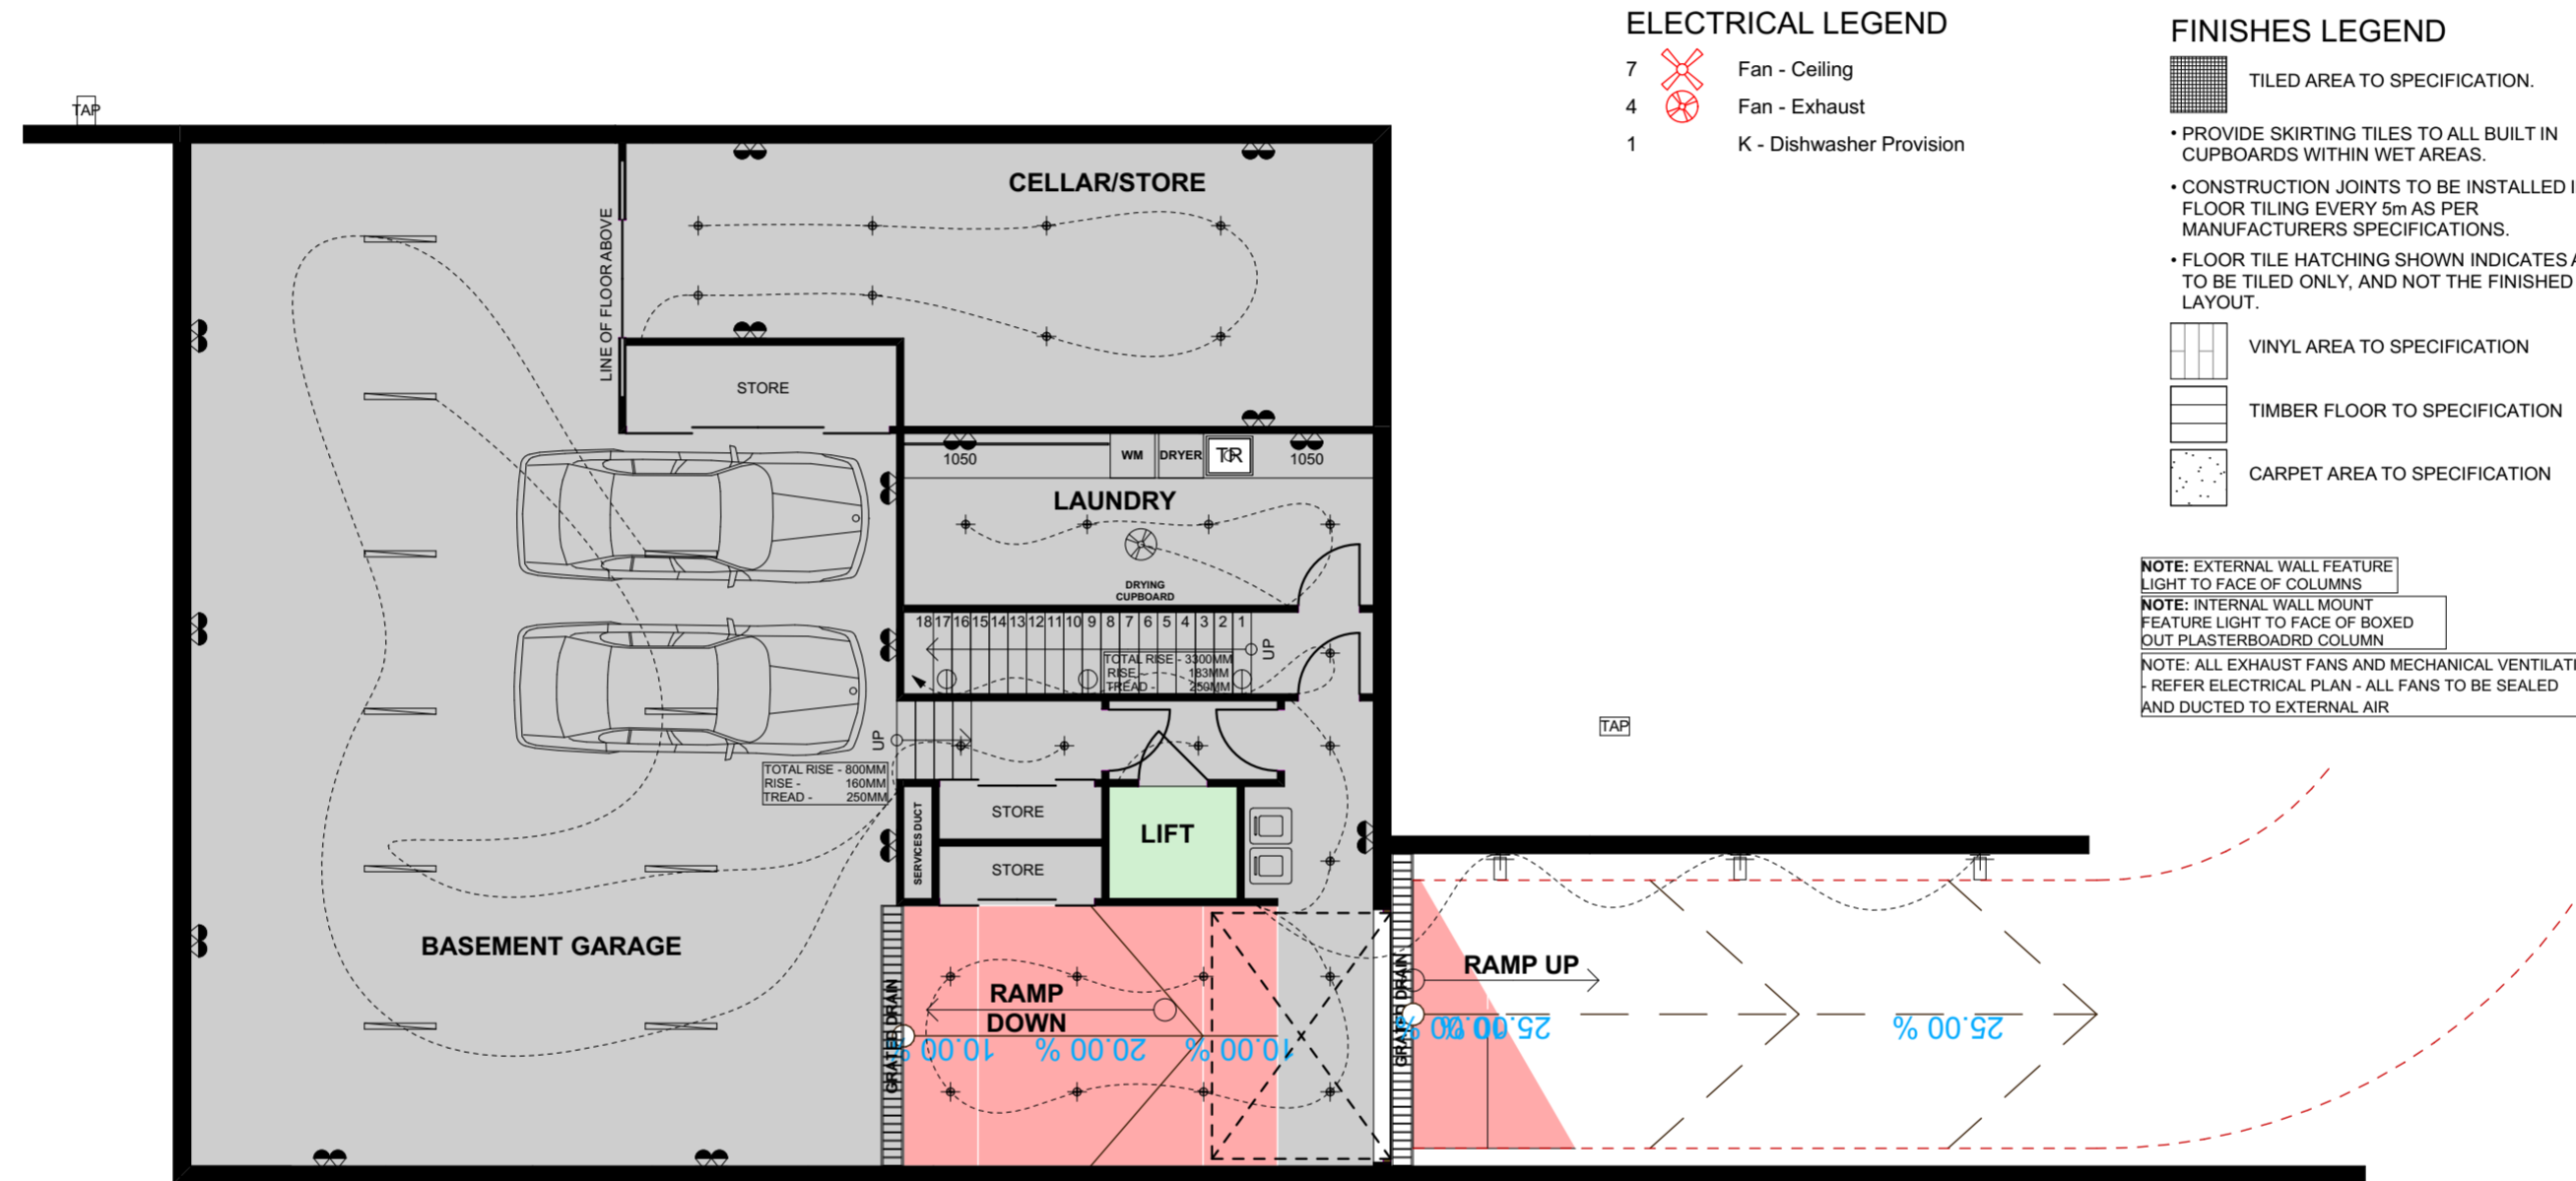 ELECTRICAL LEGEND
7 Fan - Ceiling
4 Fan - Exhaust
1 K - Dishwasher Provision
FINISHES LEGEND
TILED AREA TO SPECIFICATION.
• PROVIDE SKIRTING TILES TO ALL BUILT IN
CUPBOARDS WITHIN WET AREAS.
• CONSTRUCTION JOINTS TO BE INSTALLED
FLOOR TILING EVERY 5m AS PER
MANUFACTURERS SPECIFICATIONS.
• FLOOR TILE HATCHING SHOWN INDICATES
TO BE TILED ONLY, AND NOT THE FINISHED
LAYOUT.
VINYL AREA TO SPECIFICATION
TIMBER FLOOR TO SPECIFICATION
CARPET AREA TO SPECIFICATION
NOTE: EXTERNAL WALL FEATURE
LIGHT TO FACE OF COLUMNS
NOTE: INTERNAL WALL MOUNT
FEATURE LIGHT TO FACE OF BOXED
OUT PLASTERBOADRD COLUMN
NOTE: ALL EXHAUST FANS AND MECHANICAL
- REFER ELECTRICAL PLAN - ALL FANS TO BE SEALED
AND DUCTED TO EXTERNAL AIR
TAP
CELLAR/STORE
LINE OF FLOOR ABOVE
STORE
1050
WM
DRYER
TR
1050
LAUNDRY
DRYING
CUPBOARD
18 17 16 15 14 13 12 11 10 9 8 7 6 5 4 3 2 1
UP
TOTAL RISE - 3300MM
RISE - 183MM
TREAD - 250MM
TAP
UP
TOTAL RISE - 800MM
RISE - 160MM
TREAD - 250MM
SERVICES DUCT
STORE
LIFT
STORE
BASEMENT GARAGE
GRATED DRAIN
RAMP
DOWN
10.00 %
20.00 %
10.00 %
GRATED DRAIN
RAMP UP
25.00 %
25.00 %